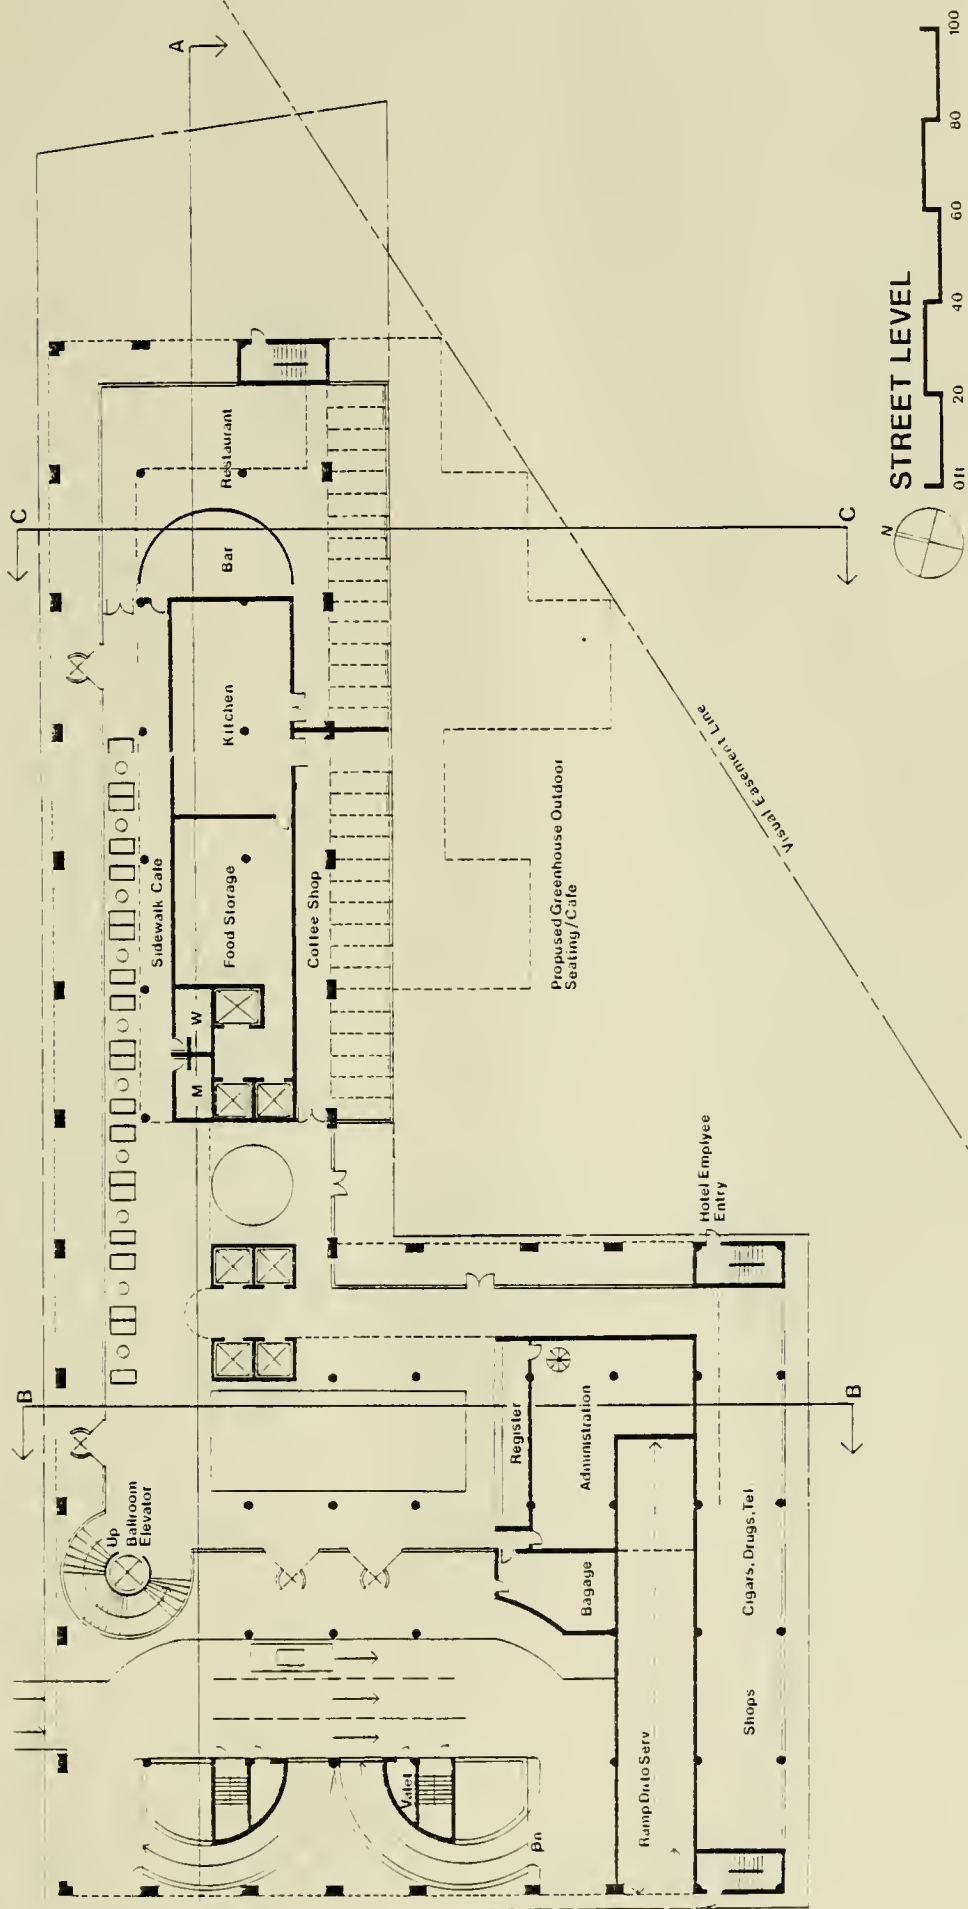 A
C
C
B
B
Restaurant
Bar
Kitchen
Sidewalk Cafe
Food Storage
Coffee Shop
W
M
Propused Greenhouse Outdoor
Seating/Cafe
Visual Easement Line
Hotel Emplyee
Entry
Up
Ballroom
Elevator
Register
Administration
Bagage
Cigars, Drugs, Tel
Shops
Valet
Ramp Dn to Serv
STREET LEVEL
N
0 ft 20 40 60 80 100